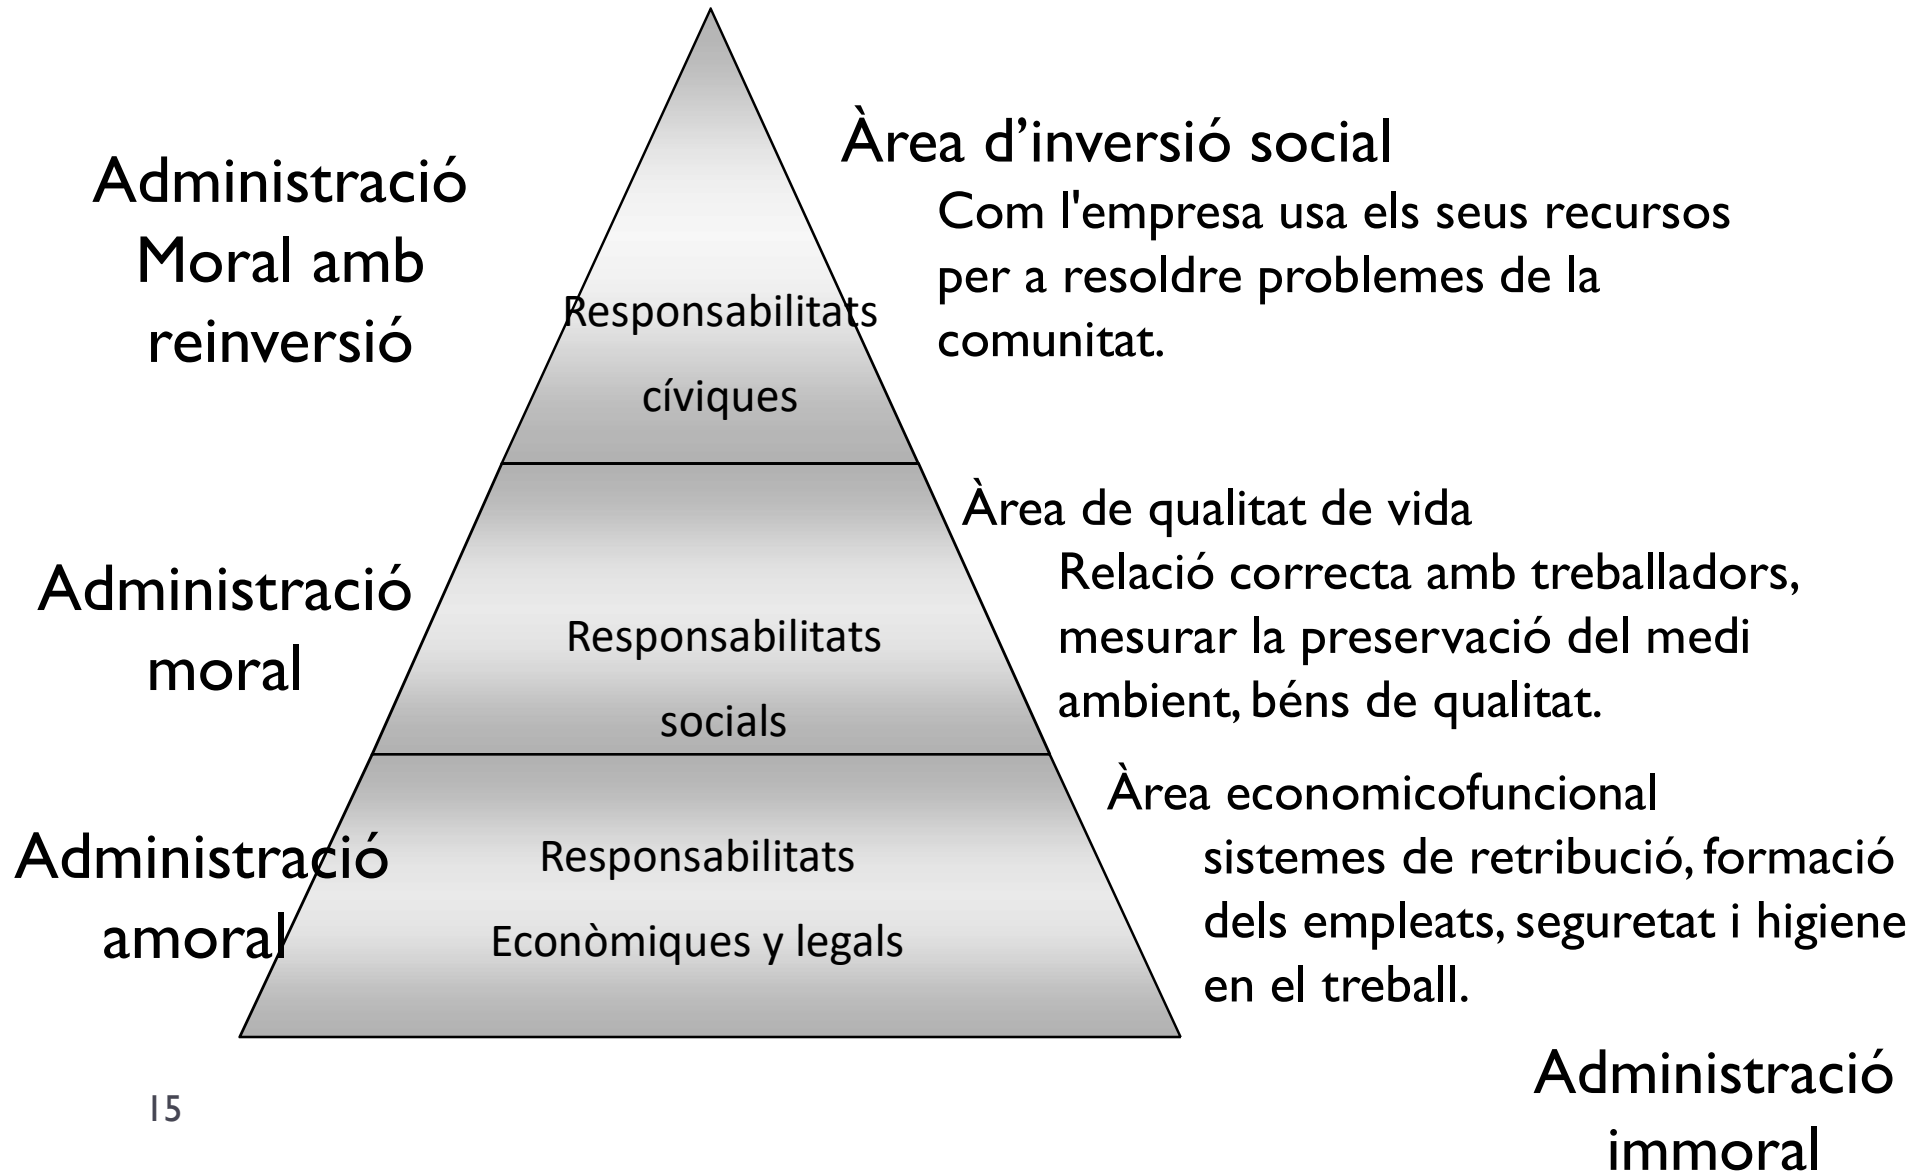 Administració
Moral amb
reinversió
Responsabilitats
cíviques
Àrea d’inversió social
Com l'empresa usa els seus recursos
per a resoldre problemes de la
comunitat.
Administració
moral
Responsabilitats
socials
Àrea de qualitat de vida
Relació correcta amb treballadors,
mesurar la preservació del medi
ambient, béns de qualitat.
Administració
amoral
Responsabilitats
Econòmiques y legals
Àrea economicofuncional
sistemes de retribució, formació
dels empleats, seguretat i higiene
en el treball.
Administració
immoral
15